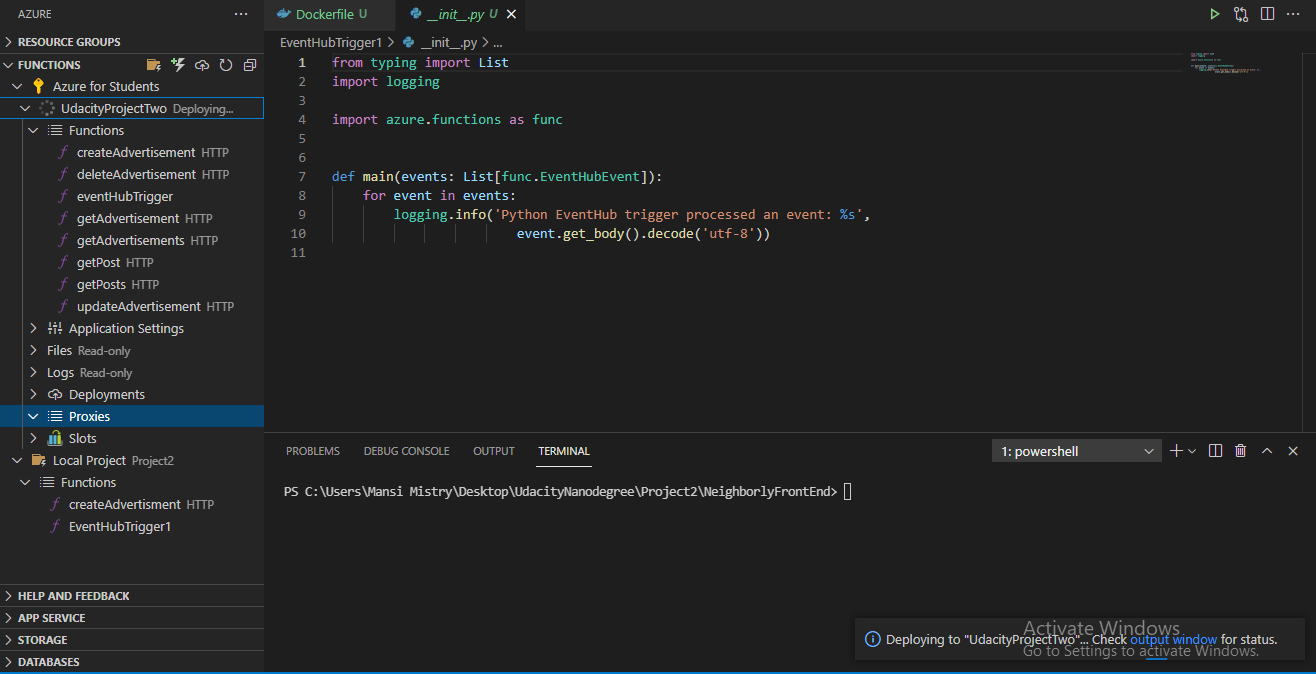 AZURE
RESOURCE GROUPS
FUNCTIONS
Azure for Students
UdacityProjectTwo Deploying...
Functions
createAdvertisement HTTP
deleteAdvertisement HTTP
eventHubTrigger
getAdvertisement HTTP
getAdvertisements HTTP
getPost HTTP
getPosts HTTP
updateAdvertisement HTTP
Application Settings
Files Read-only
Logs Read-only
Deployments
Proxies
Slots
Local Project Project2
Functions
createAdvertisment HTTP
EventHubTrigger1
HELP AND FEEDBACK
APP SERVICE
STORAGE
DATABASES
Dockerfile U
__init__.py U
EventHubTrigger1 > __init__.py > ...
1 from typing import List
2 import logging
3
4 import azure.functions as func
5
6
7 def main(events: List[func.EventHubEvent]):
8 for event in events:
9 logging.info('Python EventHub trigger processed an event: %s',
10 event.get_body().decode('utf-8'))
11
PROBLEMS DEBUG CONSOLE OUTPUT TERMINAL
1: powershell
PS C:\Users\Mansi Mistry\Desktop\UdacityNanodegree\Project2\NeighborlyFrontEnd>
Activate Windows
Deploying to "UdacityProjectTwo"... Check output window for status.
Go to Settings to activate Windows.